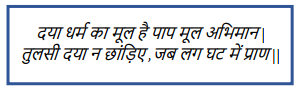 दया धर्म का मूल है पाप मूल अभिमान|
तुलसी दया न छांड़िए ,जब लग घट में प्राण||